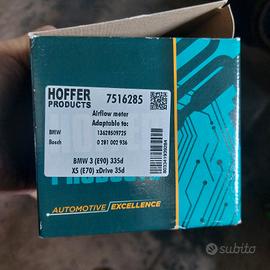 HOFFER
PRODUCTS
7516285
Airflow meter
Adaptable to:
BMW 13628509725
Bosch 0 281 002 936
BMW 3 (E90) 335d
X5 (E70) xDrive 35d
AUTOMOTIVE/EXCELLENCE
subito